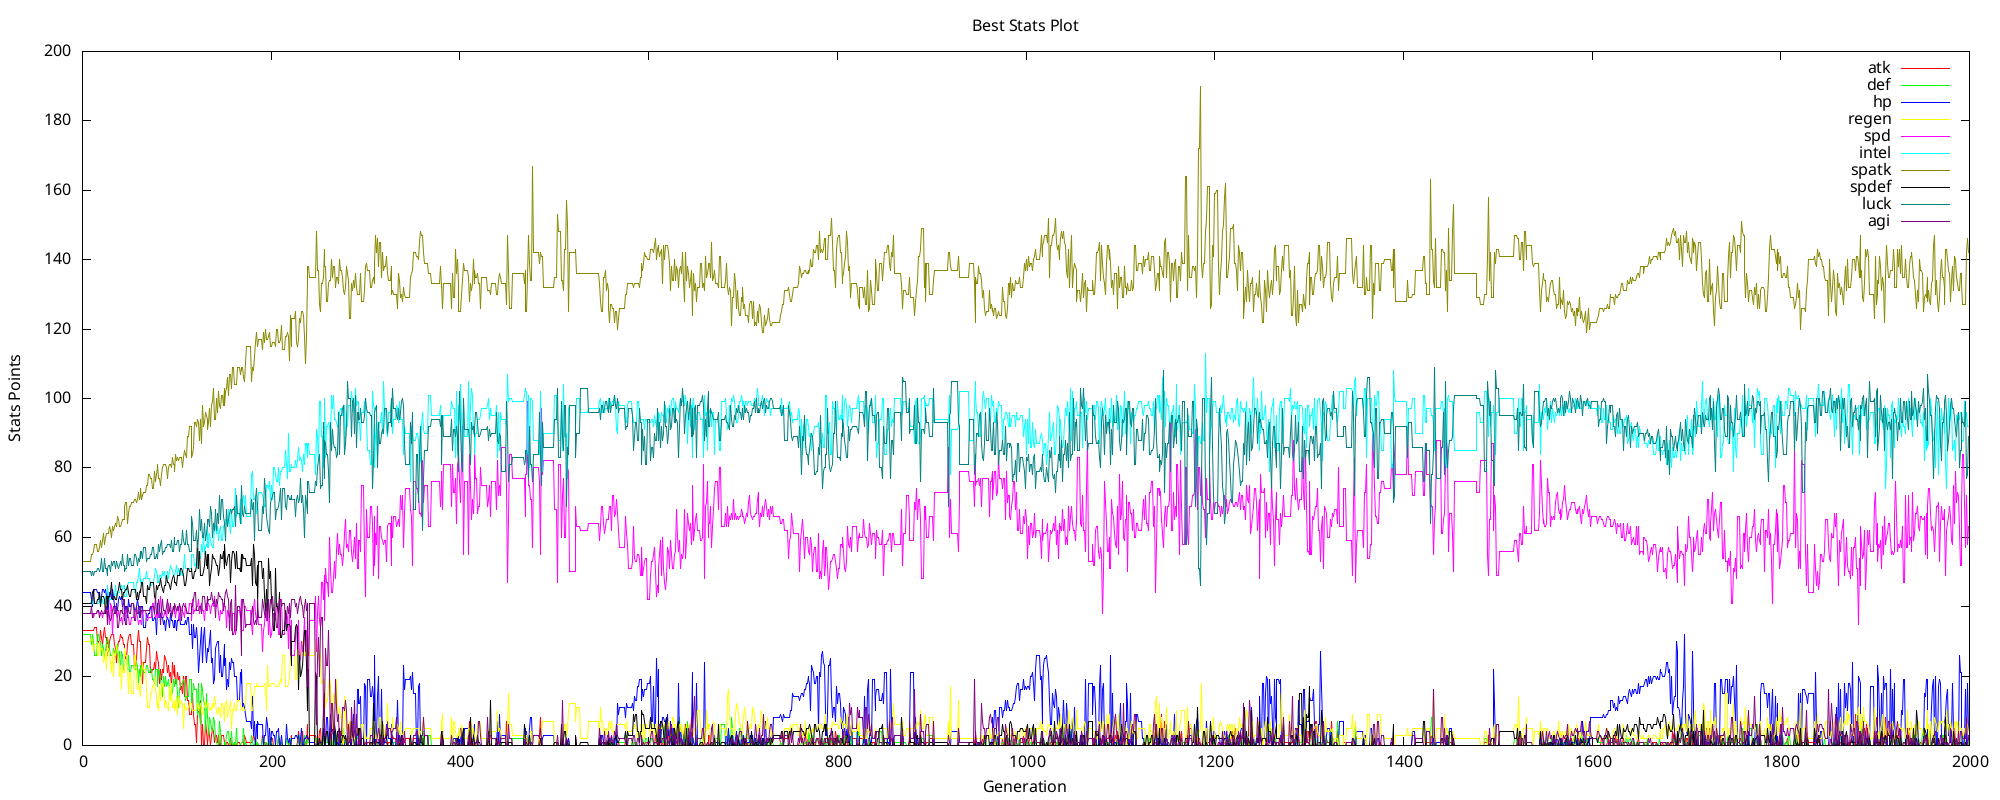 Best Stats Plot
200
180
160
140
120
100
80
60
40
20
0
Stats Points
atk
def
hp
regen
spd
intel
spatk
spdef
luck
agi
0 200 400 600 800 1000 1200 1400 1600 1800 2000
Generation